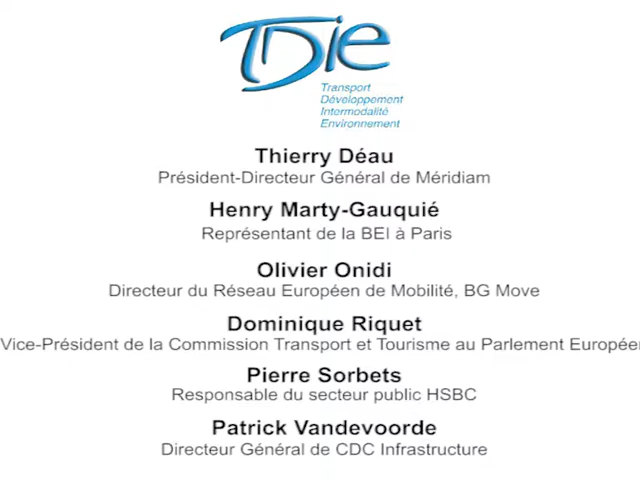 TDie
Transport
Développement
Intermodalité
Environnement
Thierry Déau
Président-Directeur Général de Méridiam
Henry Marty-Gauquié
Représentant de la BEI à Paris
Olivier Onidi
Directeur du Réseau Européen de Mobilité, BG Move
Dominique Riquet
Vice-Président de la Commission Transport et Tourisme au Parlement Européen
Pierre Sorbets
Responsable du secteur public HSBC
Patrick Vandevoorde
Directeur Général de CDC Infrastructure